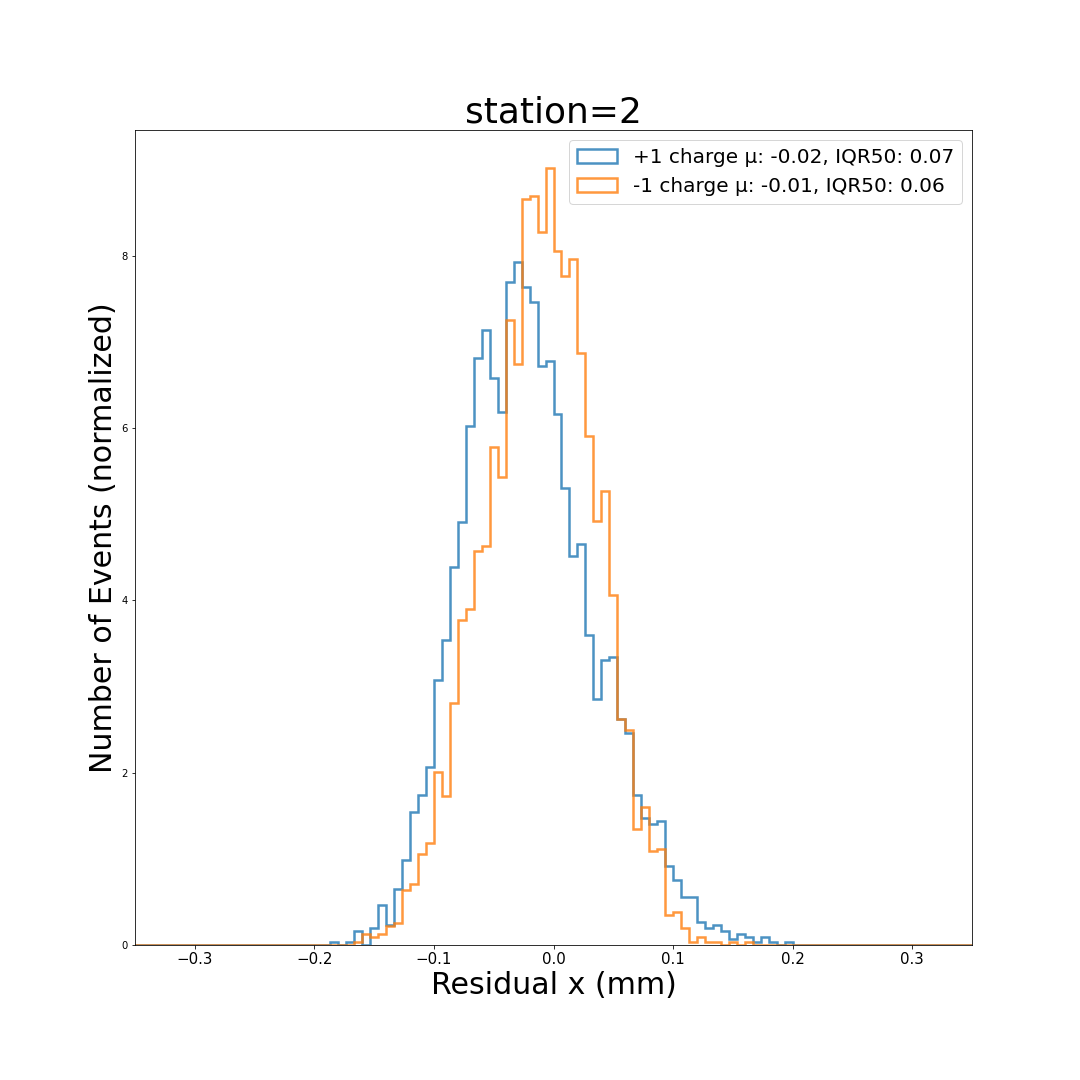 station=2
+1 charge μ: -0.02, IQR50: 0.07
-1 charge μ: -0.01, IQR50: 0.06
Number of Events (normalized)
8
6
4
2
0
−0.3 −0.2 −0.1 0.0 0.1 0.2 0.3
Residual x (mm)